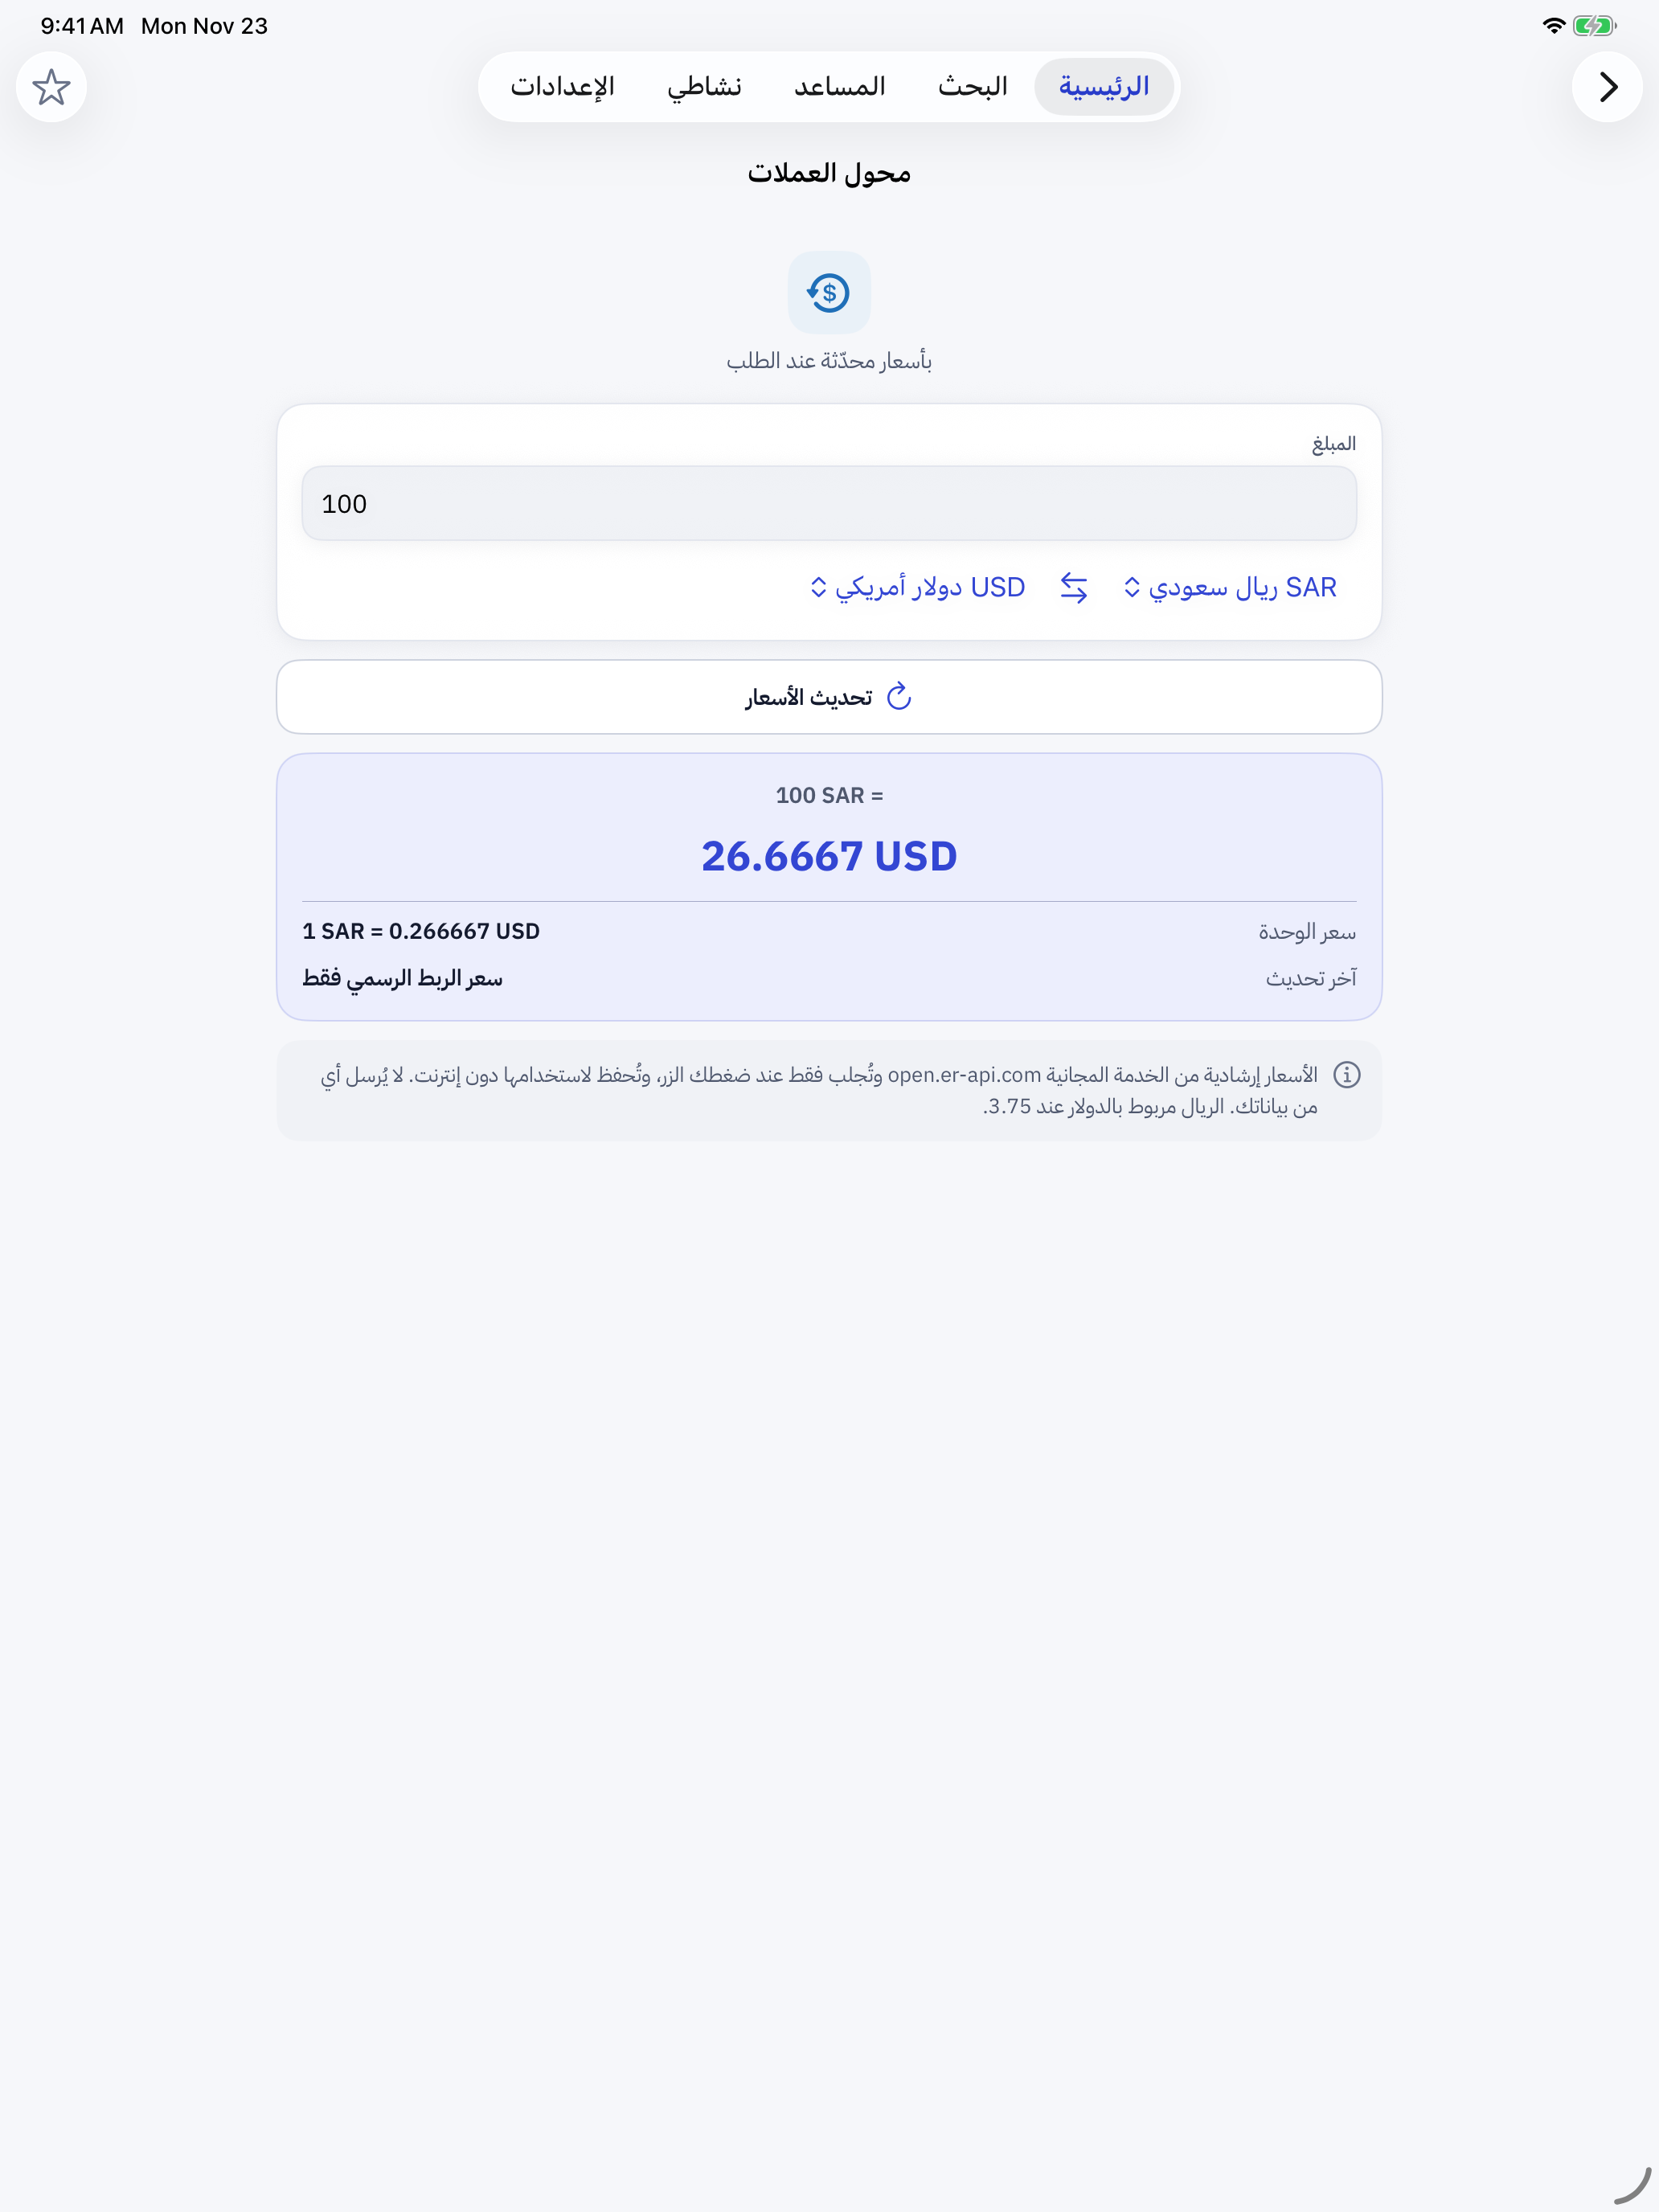 9:41 AM Mon Nov 23
الرئيسية البحث المساعد نشاطي الإعدادات
محول العملات
$
بأسعار محدّثة عند الطلب
المبلغ
100
SAR ريال سعودي USD دولار أمريكي
تحديث الأسعار
100 SAR =
26.6667 USD
سعر الوحدة 1 SAR = 0.266667 USD
آخر تحديث سعر الربط الرسمي فقط
الأسعار إرشادية من الخدمة المجانية open.er-api.com وتُجلب فقط عند ضغطك الزر، وتُحفظ لاستخدامها دون إنترنت. لا يُرسل أي
من بياناتك. الريال مربوط بالدولار عند 3.75.